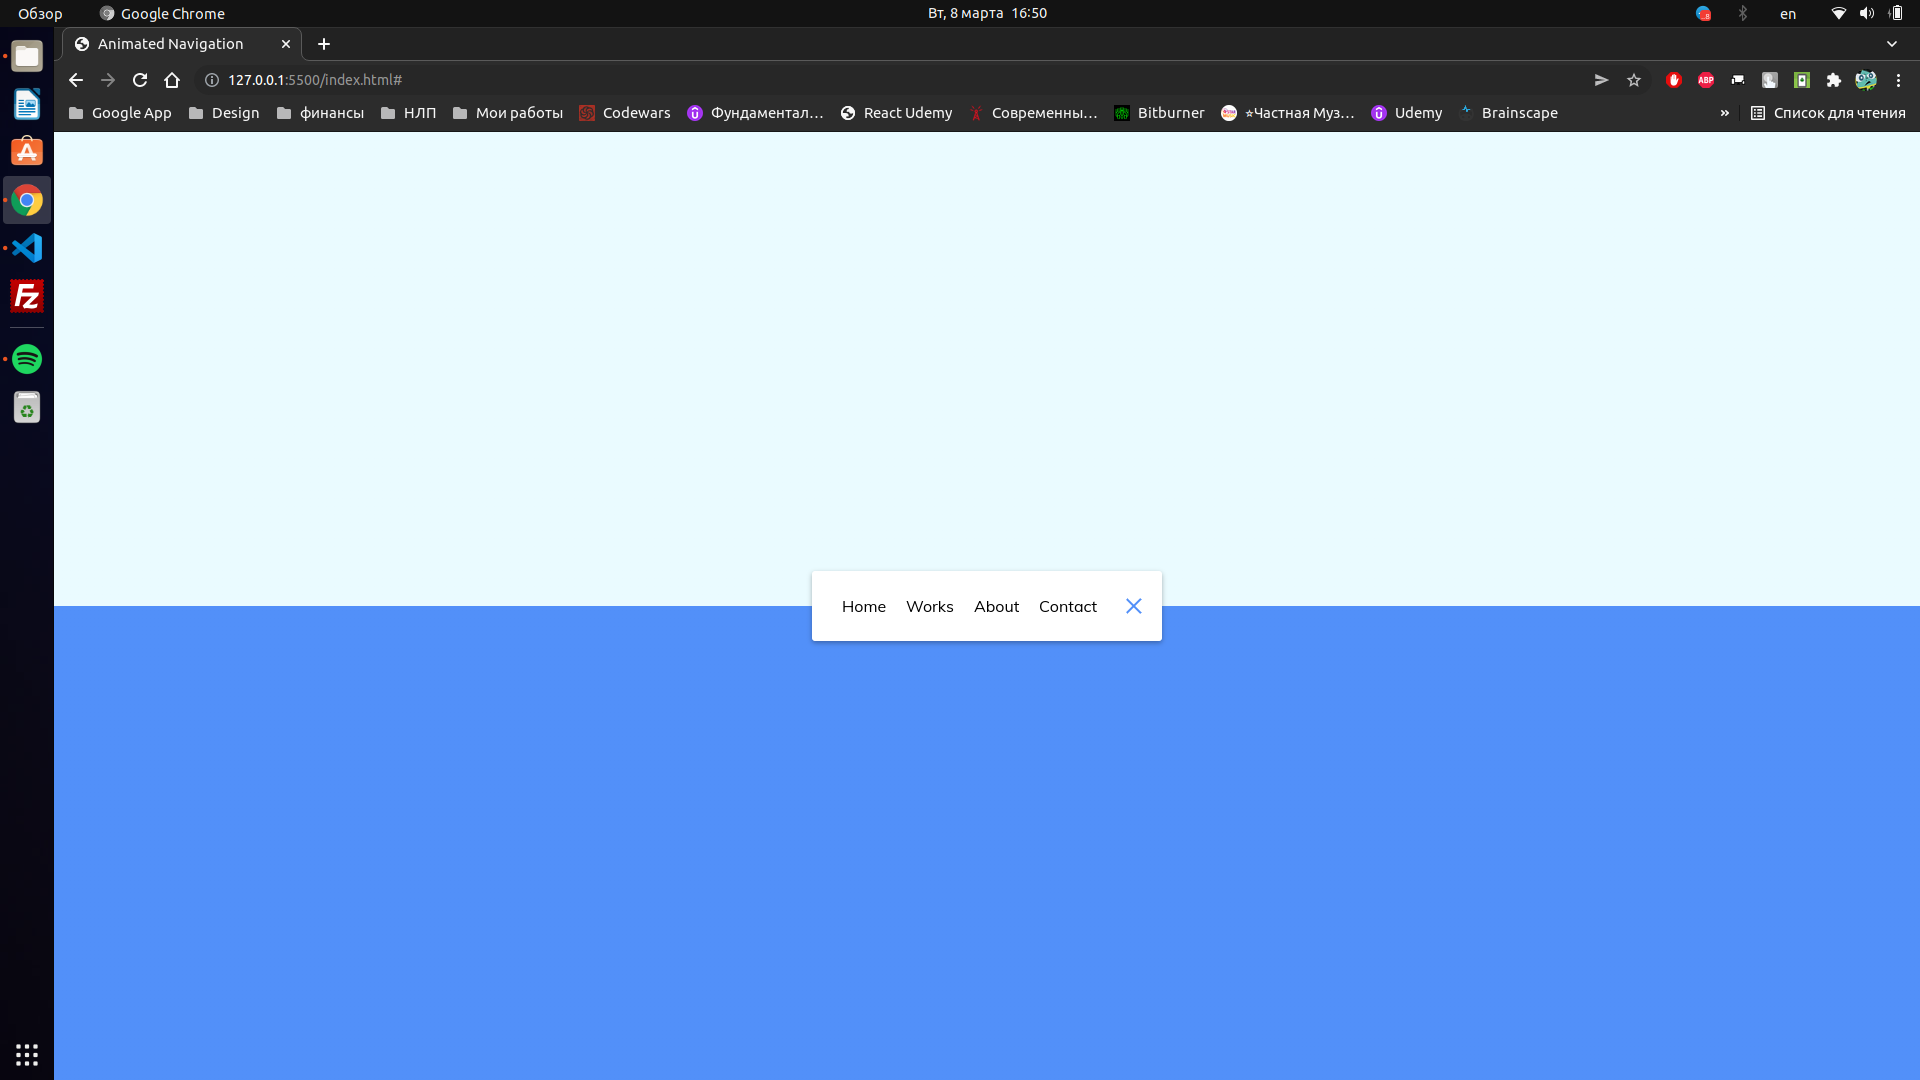 Обзор Google Chrome Вт, 8 марта 16:50 en
Animated Navigation
127.0.0.1:5500/index.html#
ABP
Google App Design финансы НЛП Мои работы Codewars Фундаментал... React Udemy Современны... Bitburner ⭐Частная Муз... Udemy Brainscape » Список для чтения
Fz
Home Works About Contact